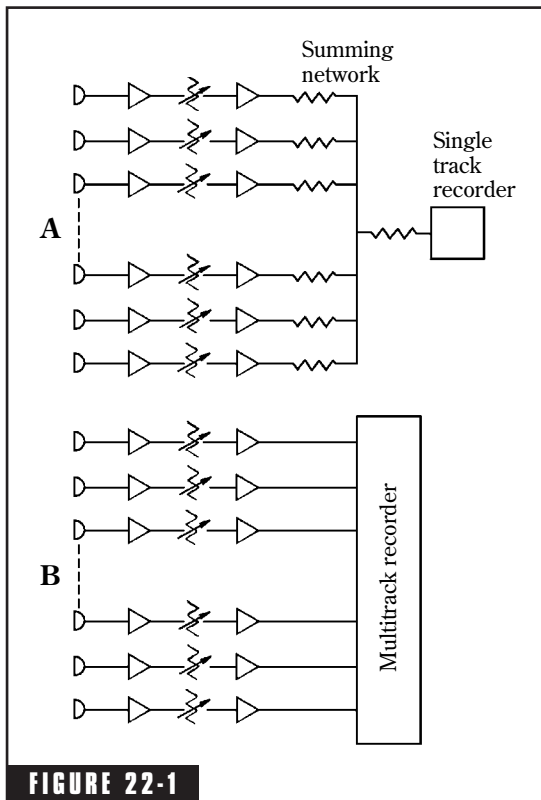 Summing
network
Single
track
recorder
A
B
Multitrack recorder
FIGURE 22-1